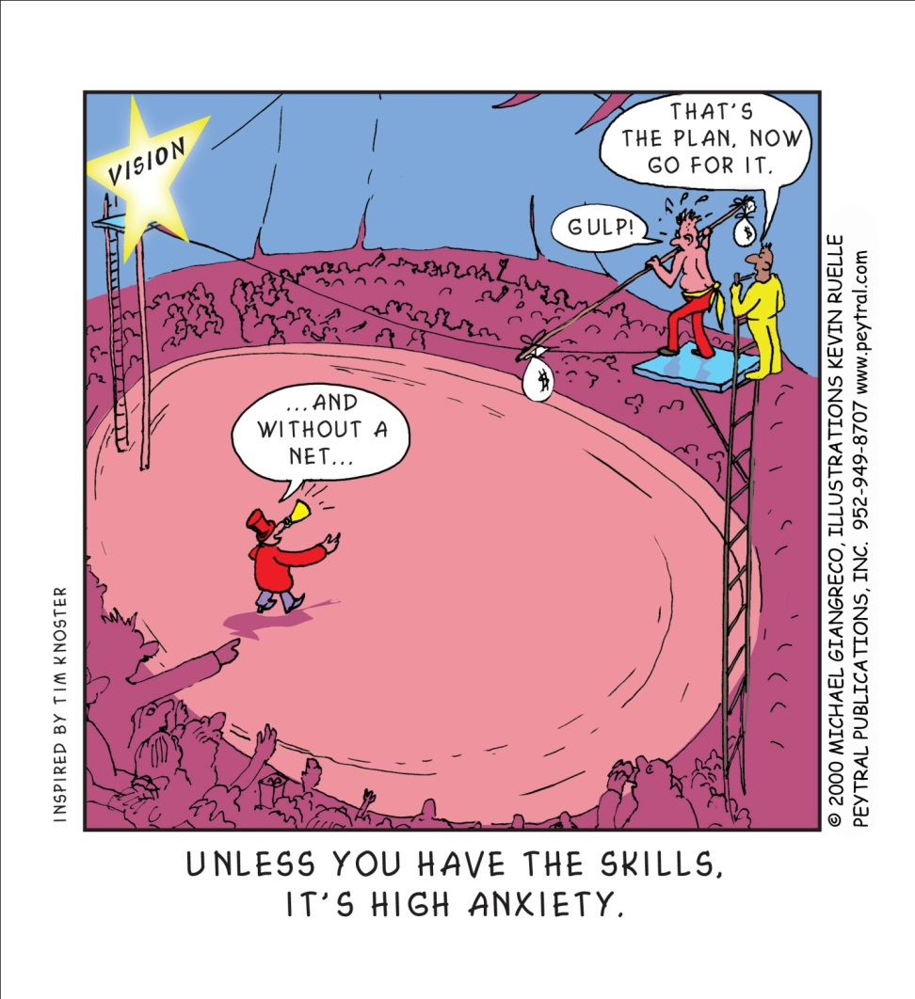 VISION
THAT'S
THE PLAN, NOW
GO FOR IT.
GULP!
$
$
...AND
WITHOUT A
NET...
INSPIRED BY TIM KNOSTER
© 2000 MICHAEL GIANGRECO, ILLUSTRATIONS KEVIN RUELLE
PEYTRAL PUBLICATIONS, INC. 952-949-8707 www.peytral.com
UNLESS YOU HAVE THE SKILLS,
IT'S HIGH ANXIETY.